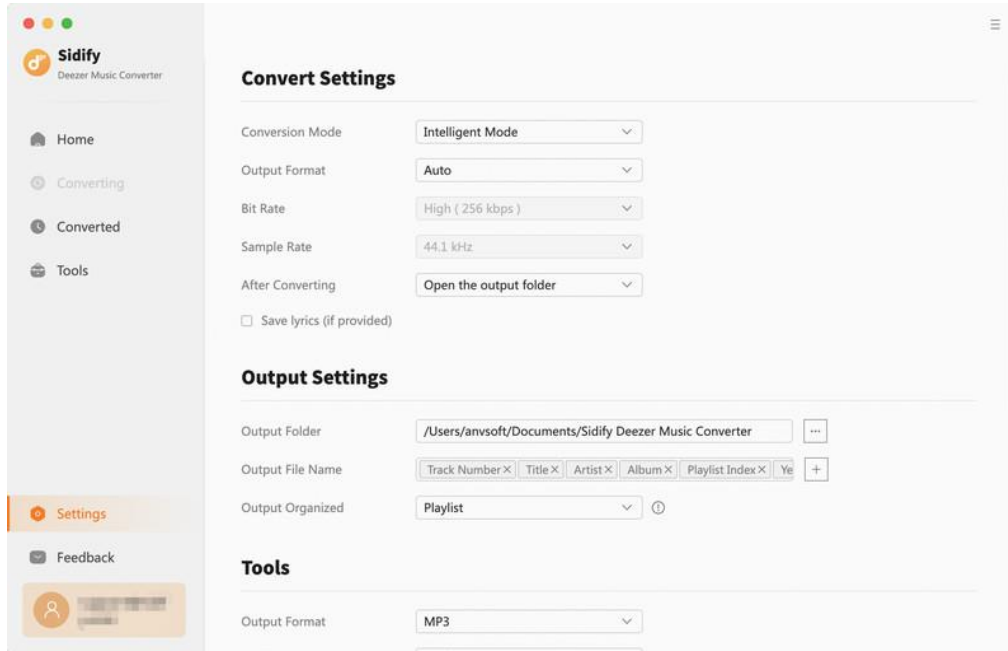 Sidify
Deezer Music Converter
Home
Converting
Converted
Tools
Settings
Feedback
Convert Settings
Conversion Mode Intelligent Mode
Output Format Auto
Bit Rate High ( 256 kbps )
Sample Rate 44.1 kHz
After Converting Open the output folder
Save lyrics (if provided)
Output Settings
Output Folder /Users/anvsoft/Documents/Sidify Deezer Music Converter ...
Output File Name Track Number× Title× Artist× Album× Playlist Index× Ye +
Output Organized Playlist
Tools
Output Format MP3